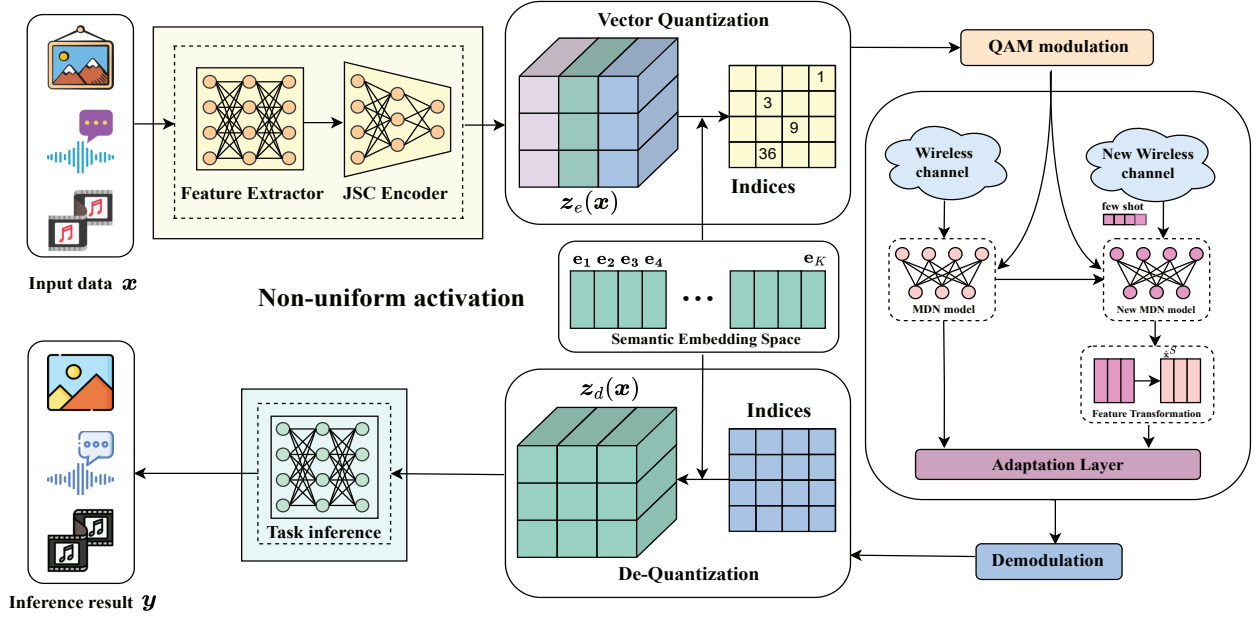 Vector Quantization
QAM modulation
1
3
9
36
Feature Extractor
JSC Encoder
Indices
z_e(x)
Wireless
channel
New Wireless
channel
few shot
MDN model
New MDN model
Input data x
Non-uniform activation
e_1 e_2 e_3 e_4
e_K
...
Semantic Embedding Space
x̂^S
Feature Transformation
Adaptation Layer
z_d(x)
Indices
Task inference
De-Quantization
Demodulation
Inference result y